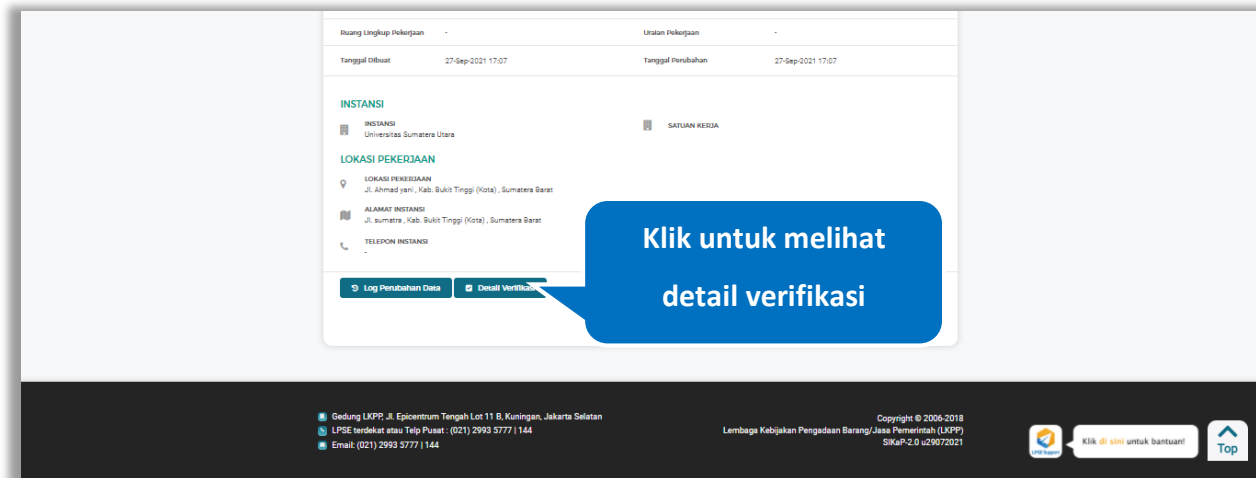 Ruang Lingkup Pekerjaan - Uraian Pekerjaan -
Tanggal Dibuat 27-Sep-2021 17:07 Tanggal Perubahan 27-Sep-2021 17:07
INSTANSI
INSTANSI
Universitas Sumatera Utara
SATUAN KERJA
LOKASI PEKERJAAN
LOKASI PEKERJAAN
Jl. Ahmad yani , Kab. Bukit Tinggi (Kota) , Sumatera Barat
ALAMAT INSTANSI
Jl. sumatra , Kab. Bukit Tinggi (Kota) , Sumatera Barat
TELEPON INSTANSI
-
Klik untuk melihat
detail verifikasi
Log Perubahan Data Detail Verifikasi
Gedung LKPP, Jl. Epicentrum Tengah Lot 11 B, Kuningan, Jakarta Selatan
LPSE terdekat atau Telp Pusat : (021) 2993 5777 | 144
Email: (021) 2993 5777 | 144
Copyright © 2006-2018
Lembaga Kebijakan Pengadaan Barang/Jasa Pemerintah (LKPP)
SIKaP-2.0 u29072021
LPSE Support
Klik di sini untuk bantuan!
Top